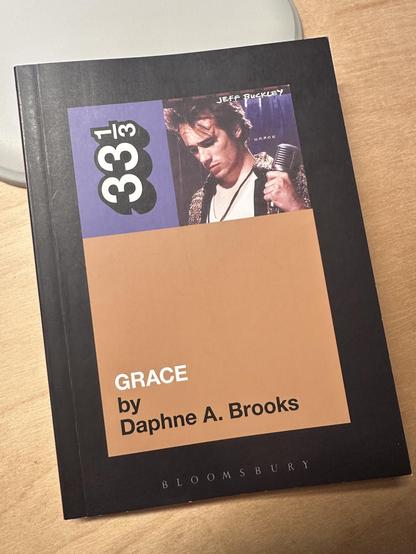 33 1/3
JEFF BUCKLEY
GRACE
GRACE
by
Daphne A. Brooks
BLOOMSBURY